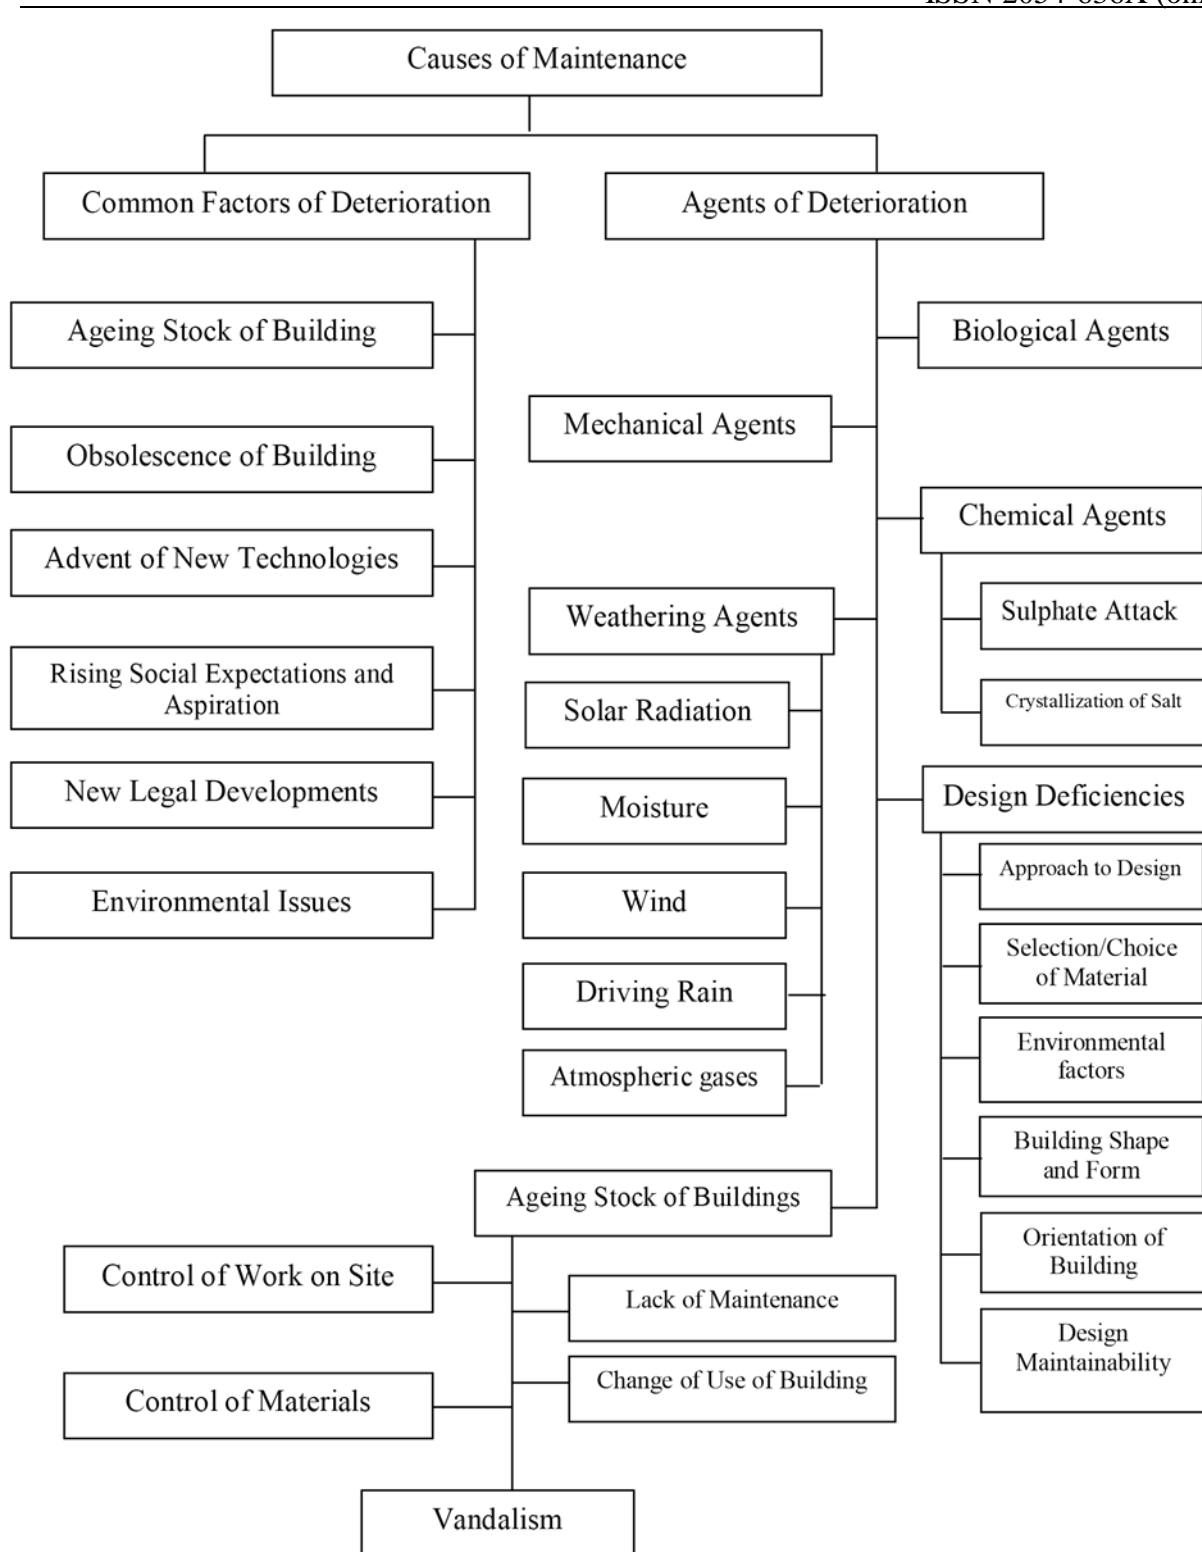 Causes of Maintenance
Common Factors of Deterioration
Agents of Deterioration
Ageing Stock of Building
Biological Agents
Mechanical Agents
Obsolescence of Building
Chemical Agents
Advent of New Technologies
Weathering Agents
Sulphate Attack
Rising Social Expectations and
Aspiration
Solar Radiation
Crystallization of Salt
New Legal Developments
Moisture
Design Deficiencies
Approach to Design
Environmental Issues
Wind
Selection/Choice
of Material
Driving Rain
Environmental
factors
Atmospheric gases
Building Shape
and Form
Ageing Stock of Buildings
Orientation of
Building
Control of Work on Site
Lack of Maintenance
Design
Maintainability
Change of Use of Building
Control of Materials
Vandalism